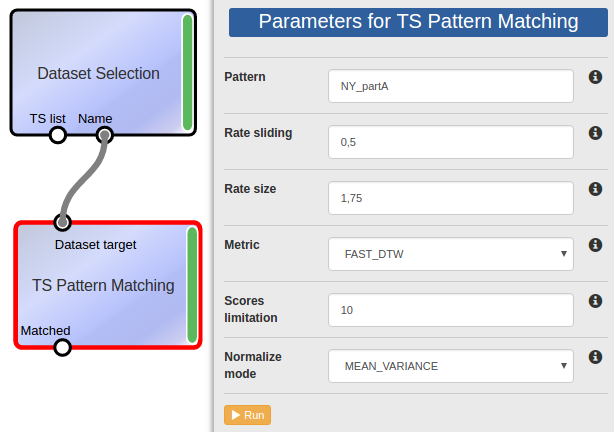 Dataset Selection
TS list
Name
Dataset target
TS Pattern Matching
Matched
Parameters for TS Pattern Matching
Pattern
NY_partA
Rate sliding
0,5
Rate size
1,75
Metric
FAST_DTW
Scores
limitation
10
Normalize
mode
MEAN_VARIANCE
Run